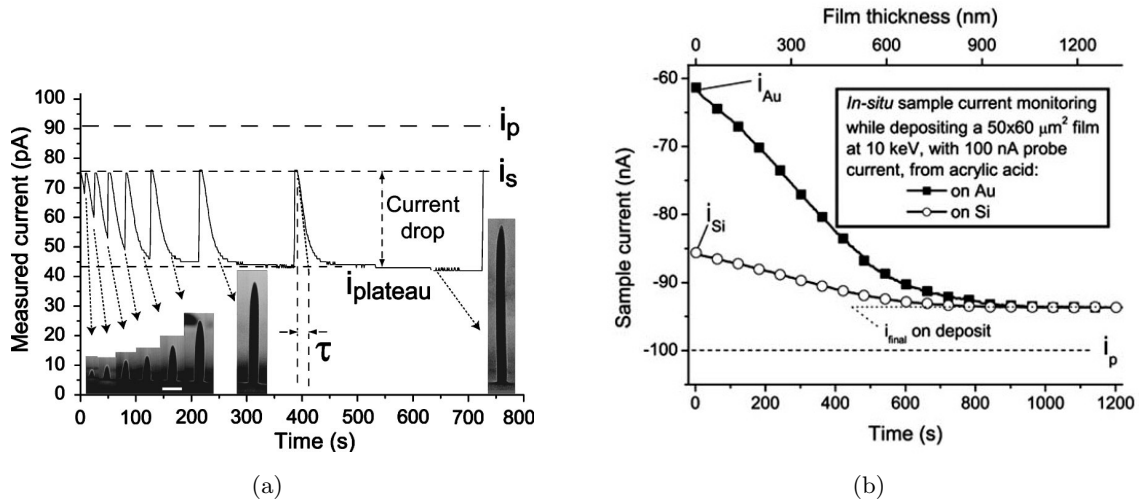 100
90
80
70
60
50
40
30
20
10
0
Measured current (pA)
i_p
i_s
Current
drop
i_plateau
τ
0 100 200 300 400 500 600 700 800
Time (s)
(a)
Film thickness (nm)
0 300 600 900 1200
-60
-70
-80
-90
-100
Sample current (nA)
i_Au
In-situ sample current monitoring
while depositing a 50x60 μm² film
at 10 keV, with 100 nA probe
current, from acrylic acid:
on Au
on Si
i_Si
i_final on deposit
i_p
0 200 400 600 800 1000 1200
Time (s)
(b)